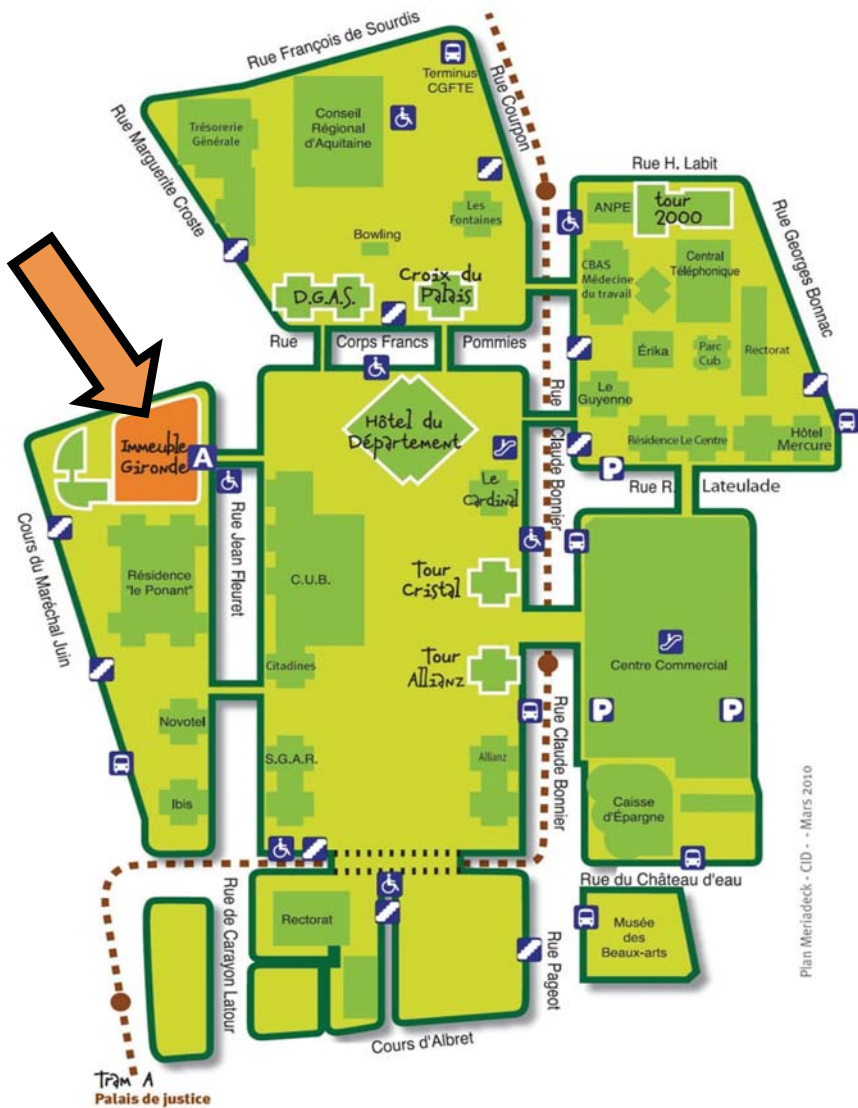 Rue François de Sourdis
Terminus
CGFTE
Rue Courpon
Rue Marguerite Croste
Trésorerie
Générale
Conseil
Régional
d'Aquitaine
Les
Fontaines
Bowling
D.G.A.S.
Croix du
Palais
Rue
Corps Francs
Pommies
Rue H. Labit
Rue Georges Bonnac
ANPE
tour
2000
CBAS
Médecine
du travail
Central
Téléphonique
Érika
Parc
Cub
Rectorat
Le
Guyenne
Résidence Le Centre
Hôtel
Mercure
P
Rue R.
Lateulade
Immeuble
Gironde
A
Hôtel du
Département
Le
Cardinal
Rue
Claude Bonnier
Cours du Maréchal Juin
Rue Jean Fleuret
Résidence
"le Ponant"
C.U.B.
Tour
Cristal
Citadines
Tour
Allianz
Centre Commercial
P
P
Novotel
Ibis
S.G.A.R.
Allianz
Rue Claude Bonnier
Caisse
d'Épargne
Rue du Château d'eau
Musée
des
Beaux-arts
Rue de Carayon Latour
Rectorat
Rue Pageot
Cours d'Albret
Tram A
Palais de justice
Plan Meriadeck - CID - - Mars 2010